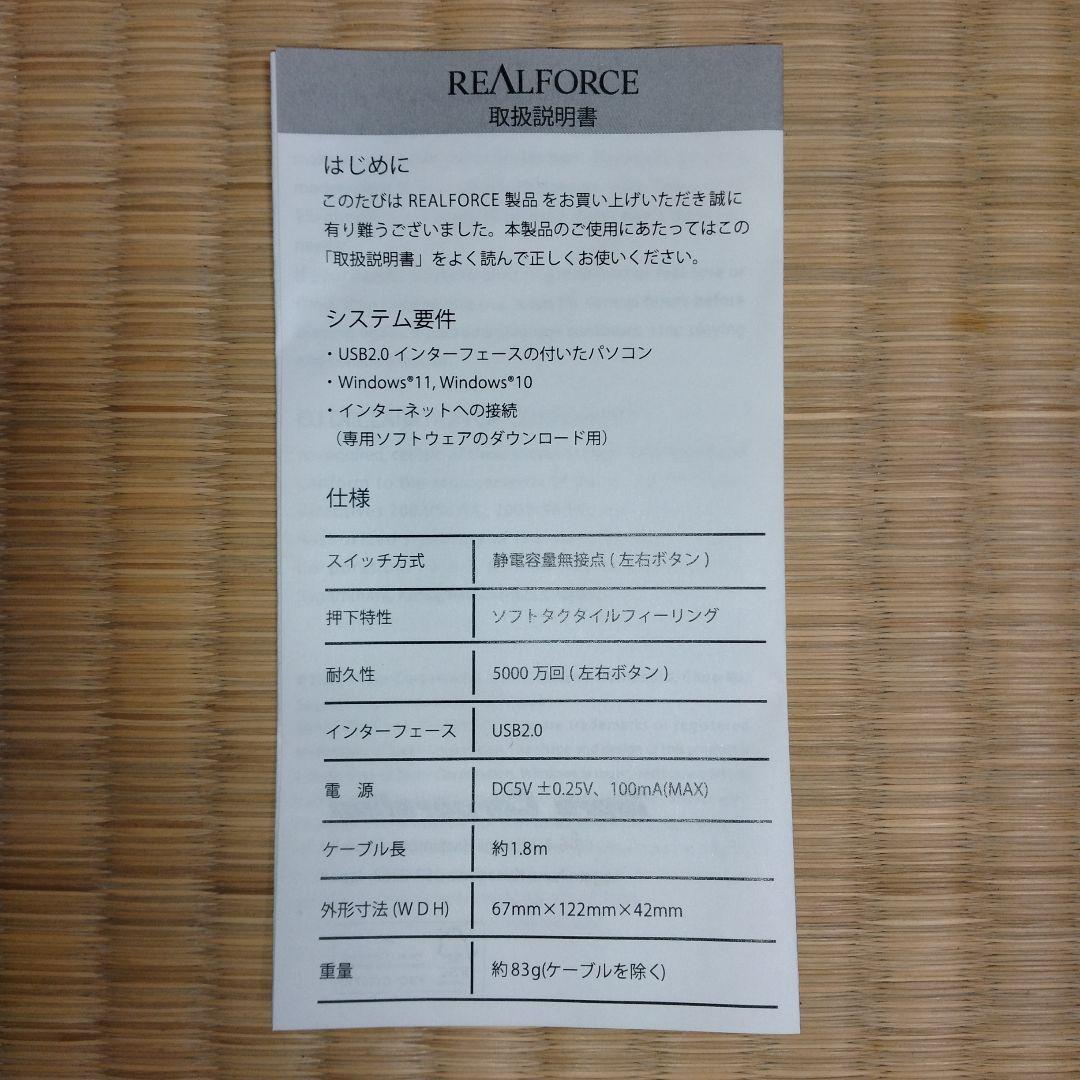 REALFORCE
取扱説明書
はじめに
このたびは REALFORCE 製品 をお買い上げいただき誠に
有り難うございました。本製品のご使用にあたってはこの
「取扱説明書」をよく読んで正しくお使いください。
システム要件
・USB2.0 インターフェースの付いたパソコン
・Windows®11, Windows®10
・インターネットへの接続
（専用ソフトウェアのダウンロード用）
仕様
スイッチ方式 静電容量無接点 ( 左右ボタン )
押下特性 ソフトタクタイルフィーリング
耐久性 5000 万回 ( 左右ボタン )
インターフェース USB2.0
電　源 DC5V ±0.25V、100mA(MAX)
ケーブル長 約1.8m
外形寸法 (W D H) 67mm×122mm×42mm
重量 約 83g(ケーブルを除く)